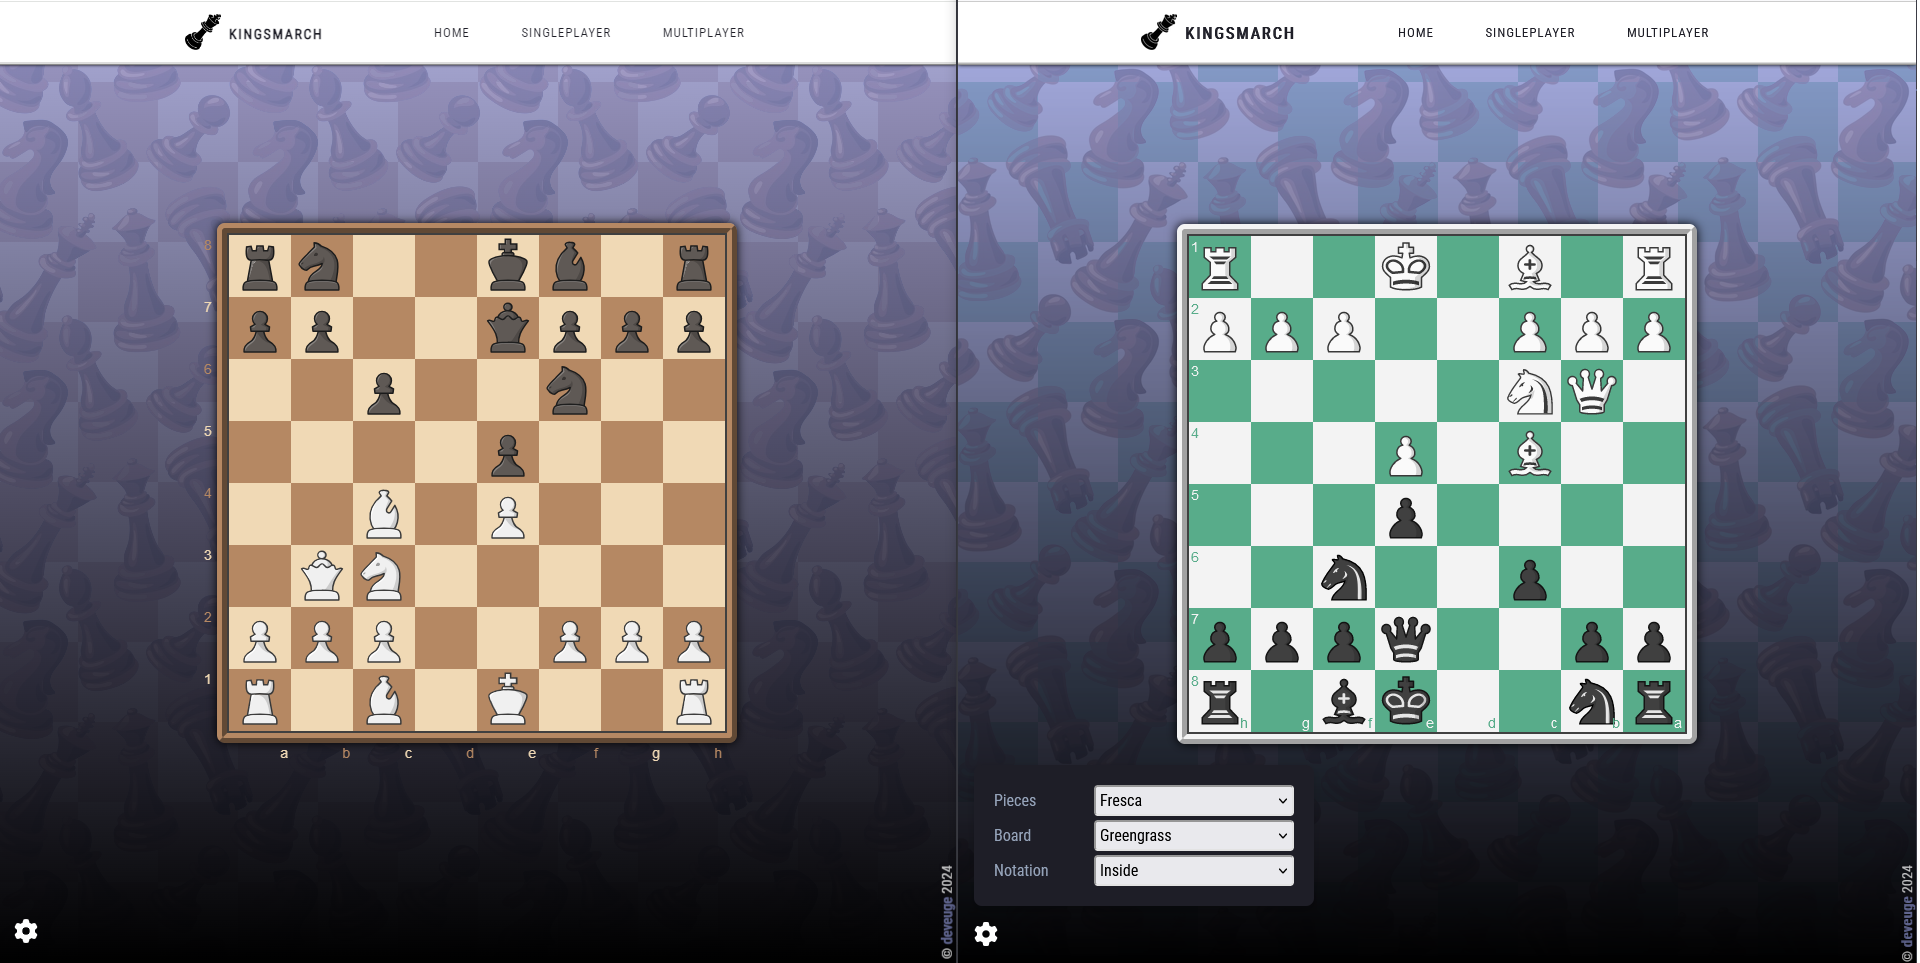 KINGSMARCH HOME SINGLEPLAYER MULTIPLAYER
8
7
6
5
4
3
2
1
a b c d e f g h
© deveuge 2024
KINGSMARCH HOME SINGLEPLAYER MULTIPLAYER
1
2
3
4
5
6
7
8
h g f e d c b a
Pieces Fresca
Board Greengrass
Notation Inside
© deveuge 2024